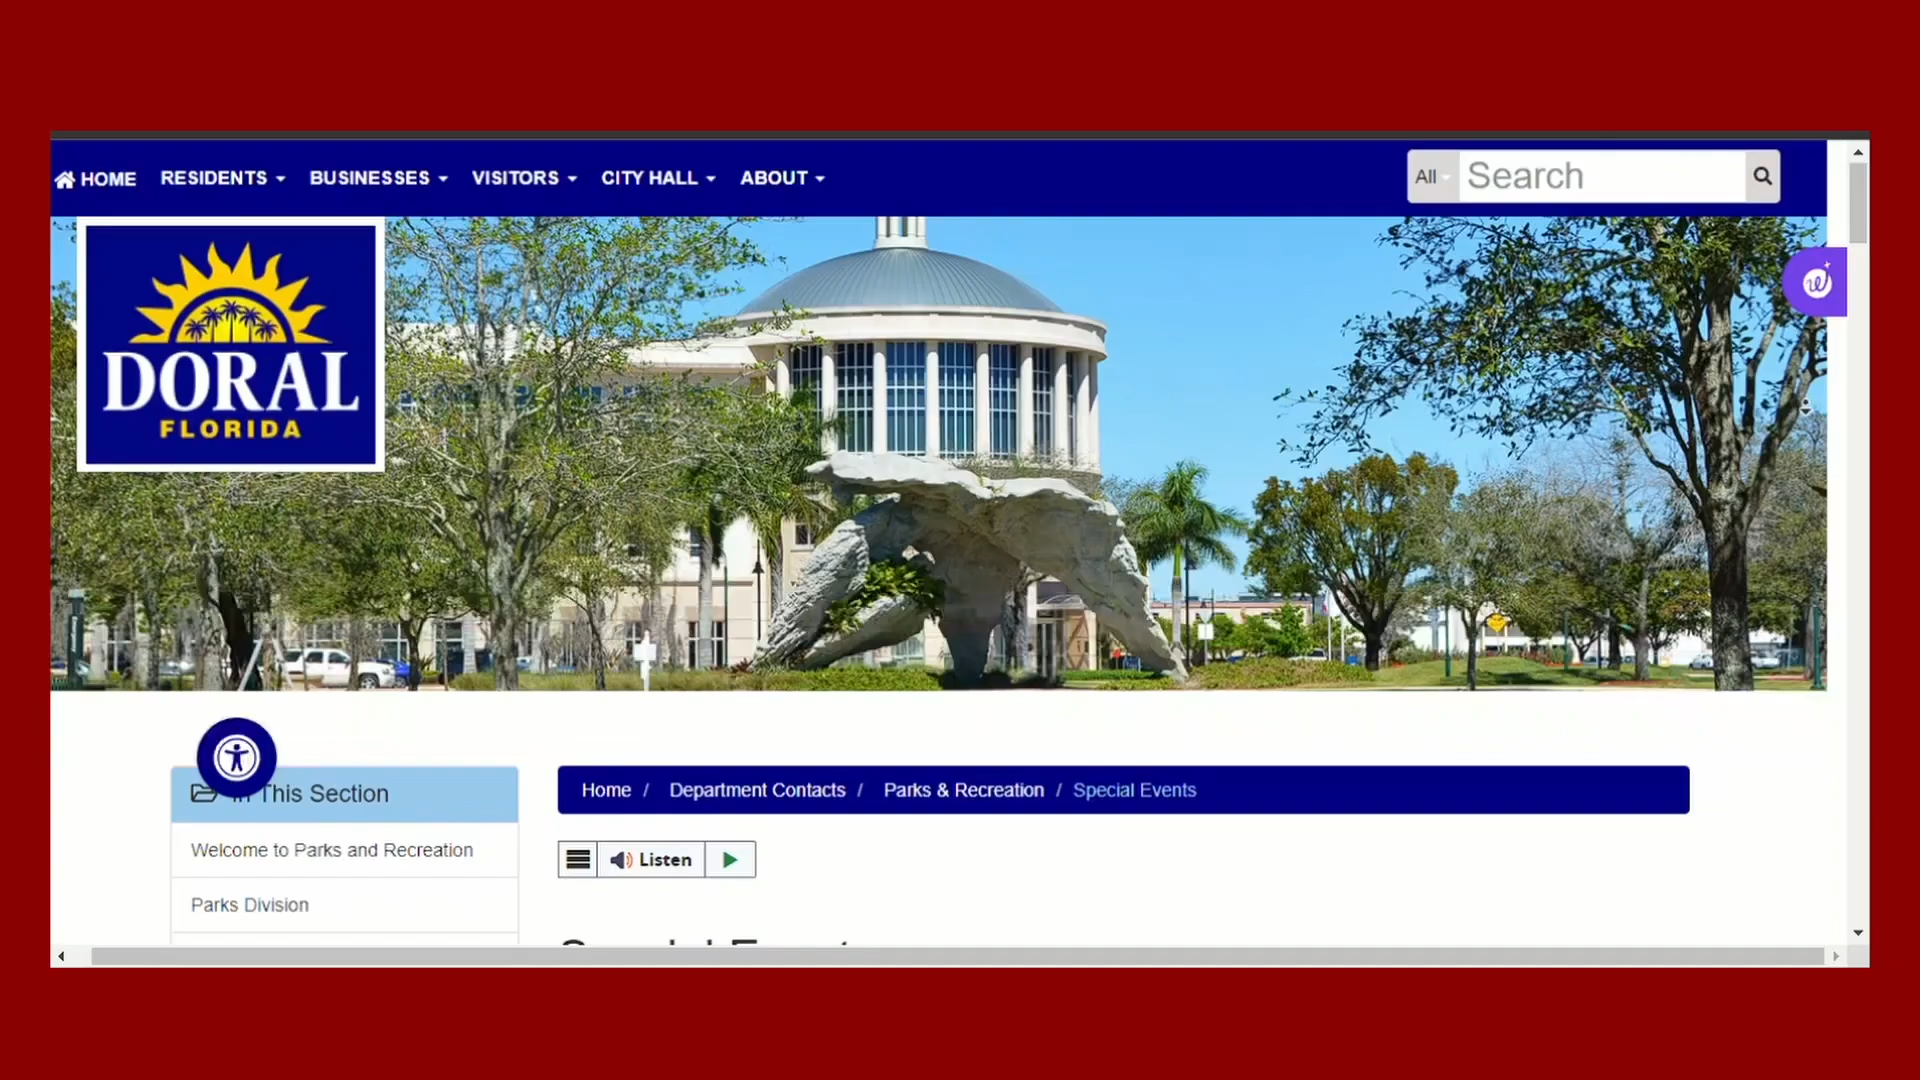 HOME RESIDENTS BUSINESSES VISITORS CITY HALL ABOUT
All Search
DORAL
FLORIDA
In This Section
Home / Department Contacts / Parks & Recreation / Special Events
Welcome to Parks and Recreation
Listen
Parks Division